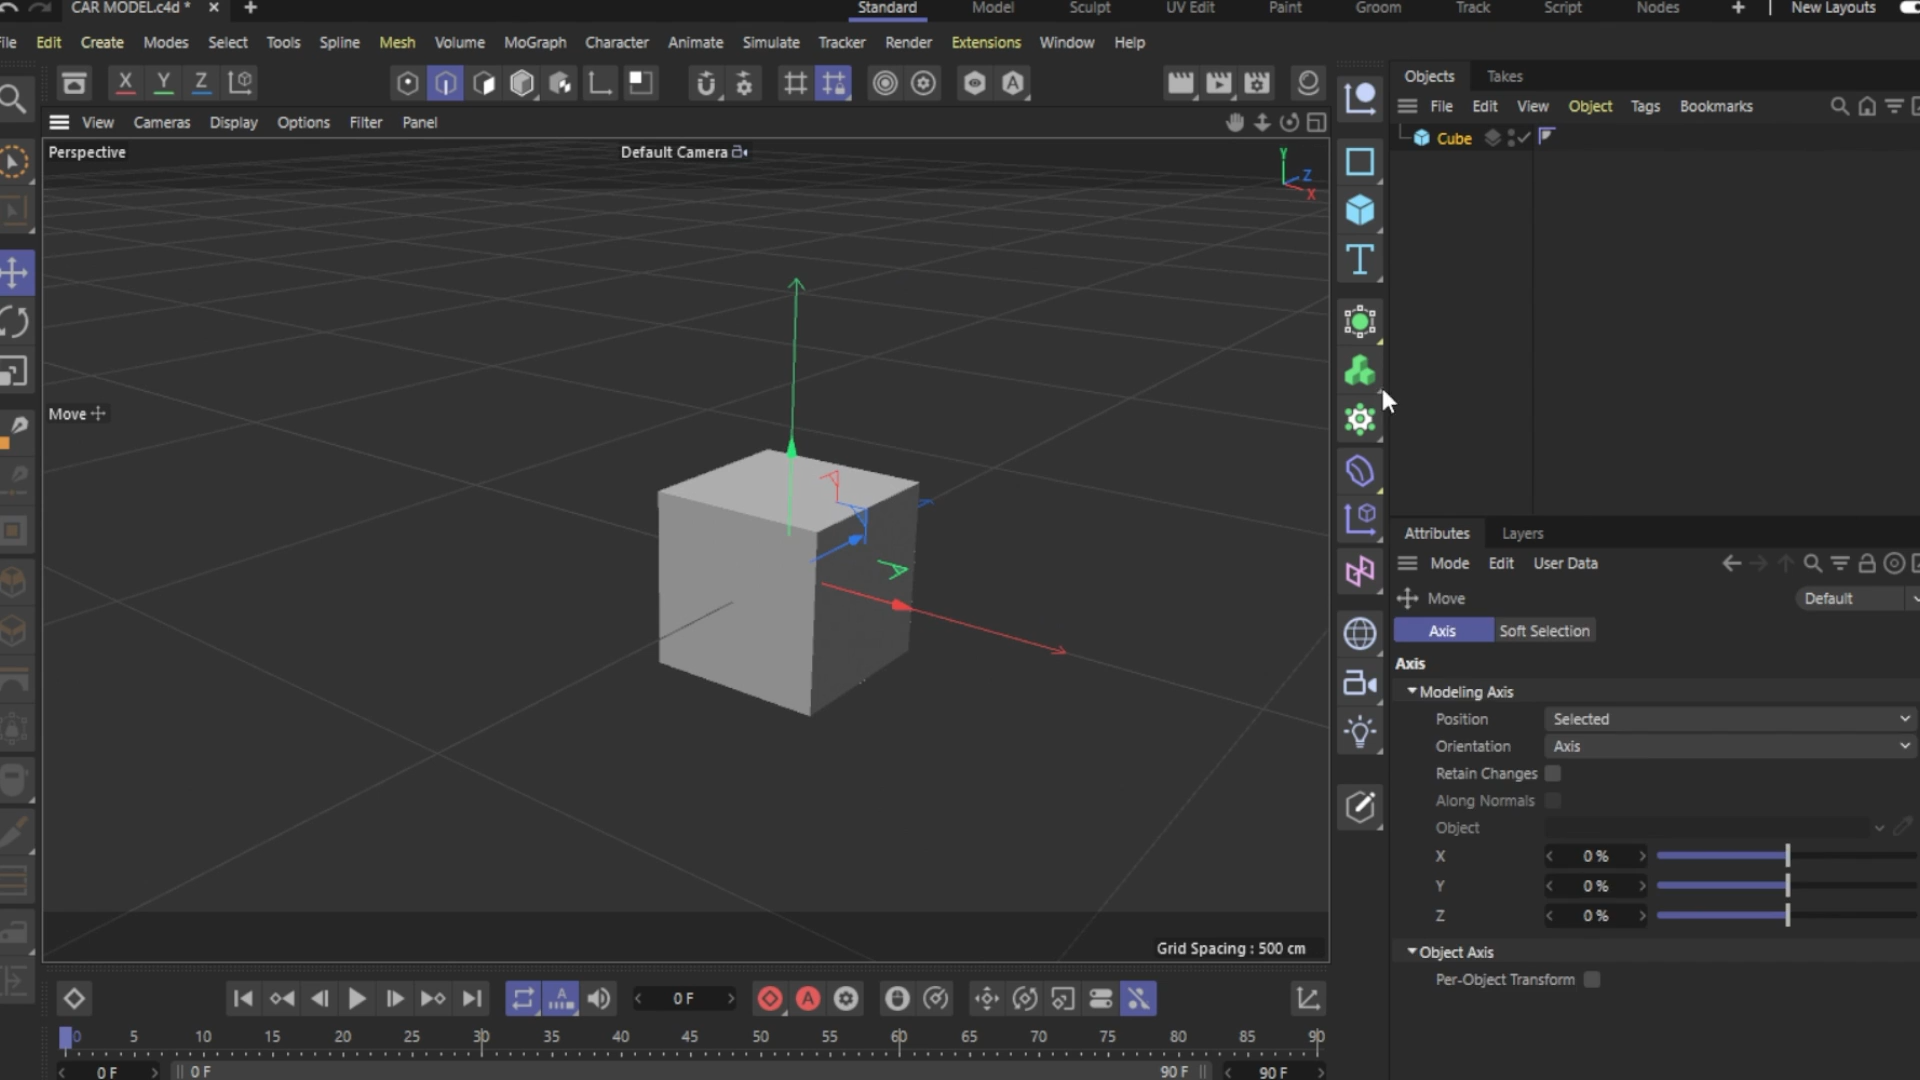 CAR MODEL.c4d * × +
Standard Model Sculpt UV Edit Paint Groom Track Script Nodes + New Layouts
File Edit Create Modes Select Tools Spline Mesh Volume MoGraph Character Animate Simulate Tracker Render Extensions Window Help
X Y Z
View Cameras Display Options Filter Panel
Perspective
Default Camera
Y
Z
X
Move
Grid Spacing : 500 cm
Objects Takes
File Edit View Object Tags Bookmarks
Cube
Attributes Layers
Mode Edit User Data
Move Default
Axis Soft Selection
Axis
Modeling Axis
Position Selected
Orientation Axis
Retain Changes
Along Normals
Object
X 0 %
Y 0 %
Z 0 %
Object Axis
Per-Object Transform
0 F
0 5 10 15 20 25 30 35 40 45 50 55 60 65 70 75 80 85 90
0 F 0 F 90 F 90 F